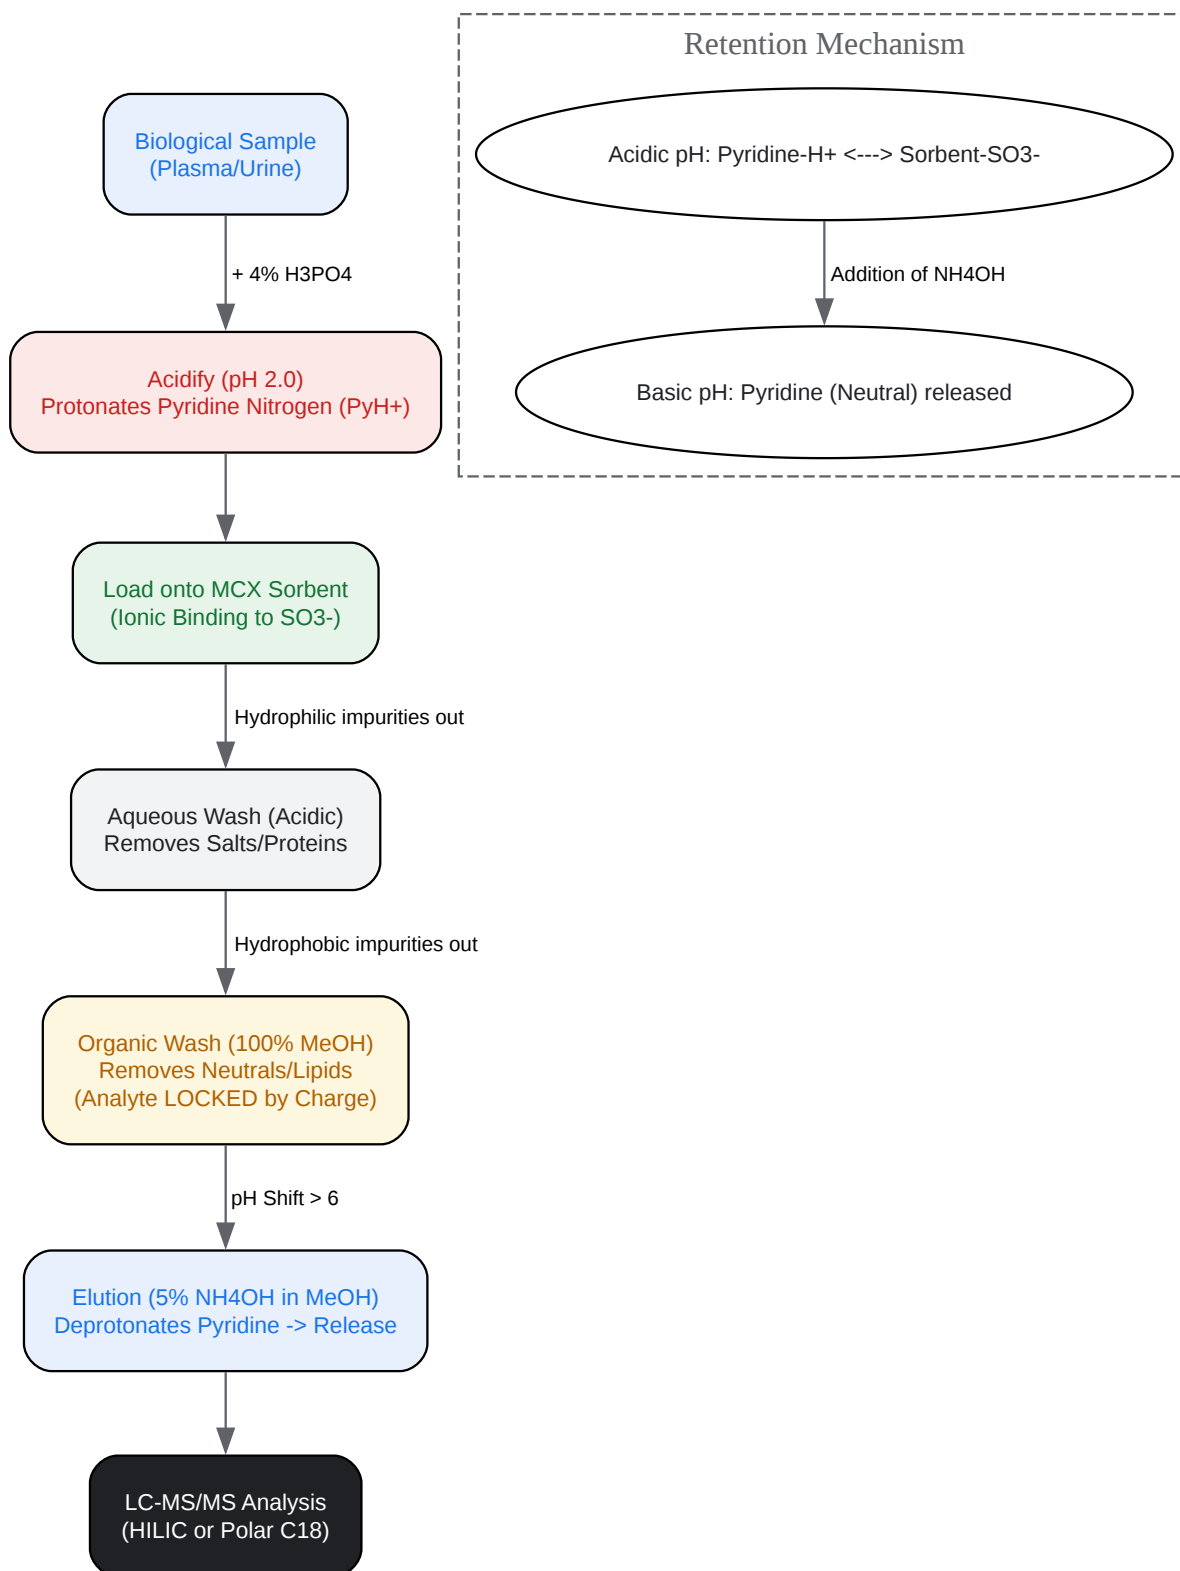 Retention Mechanism
Biological Sample
(Plasma/Urine)
Acidic pH: Pyridine-H+ <---> Sorbent-SO3-
+ 4% H3PO4
Addition of NH4OH
Acidify (pH 2.0)
Protonates Pyridine Nitrogen (PyH+)
Basic pH: Pyridine (Neutral) released
Load onto MCX Sorbent
(Ionic Binding to SO3-)
Hydrophilic impurities out
Aqueous Wash (Acidic)
Removes Salts/Proteins
Hydrophobic impurities out
Organic Wash (100% MeOH)
Removes Neutrals/Lipids
(Analyte LOCKED by Charge)
pH Shift > 6
Elution (5% NH4OH in MeOH)
Deprotonates Pyridine -> Release
LC-MS/MS Analysis
(HILIC or Polar C18)